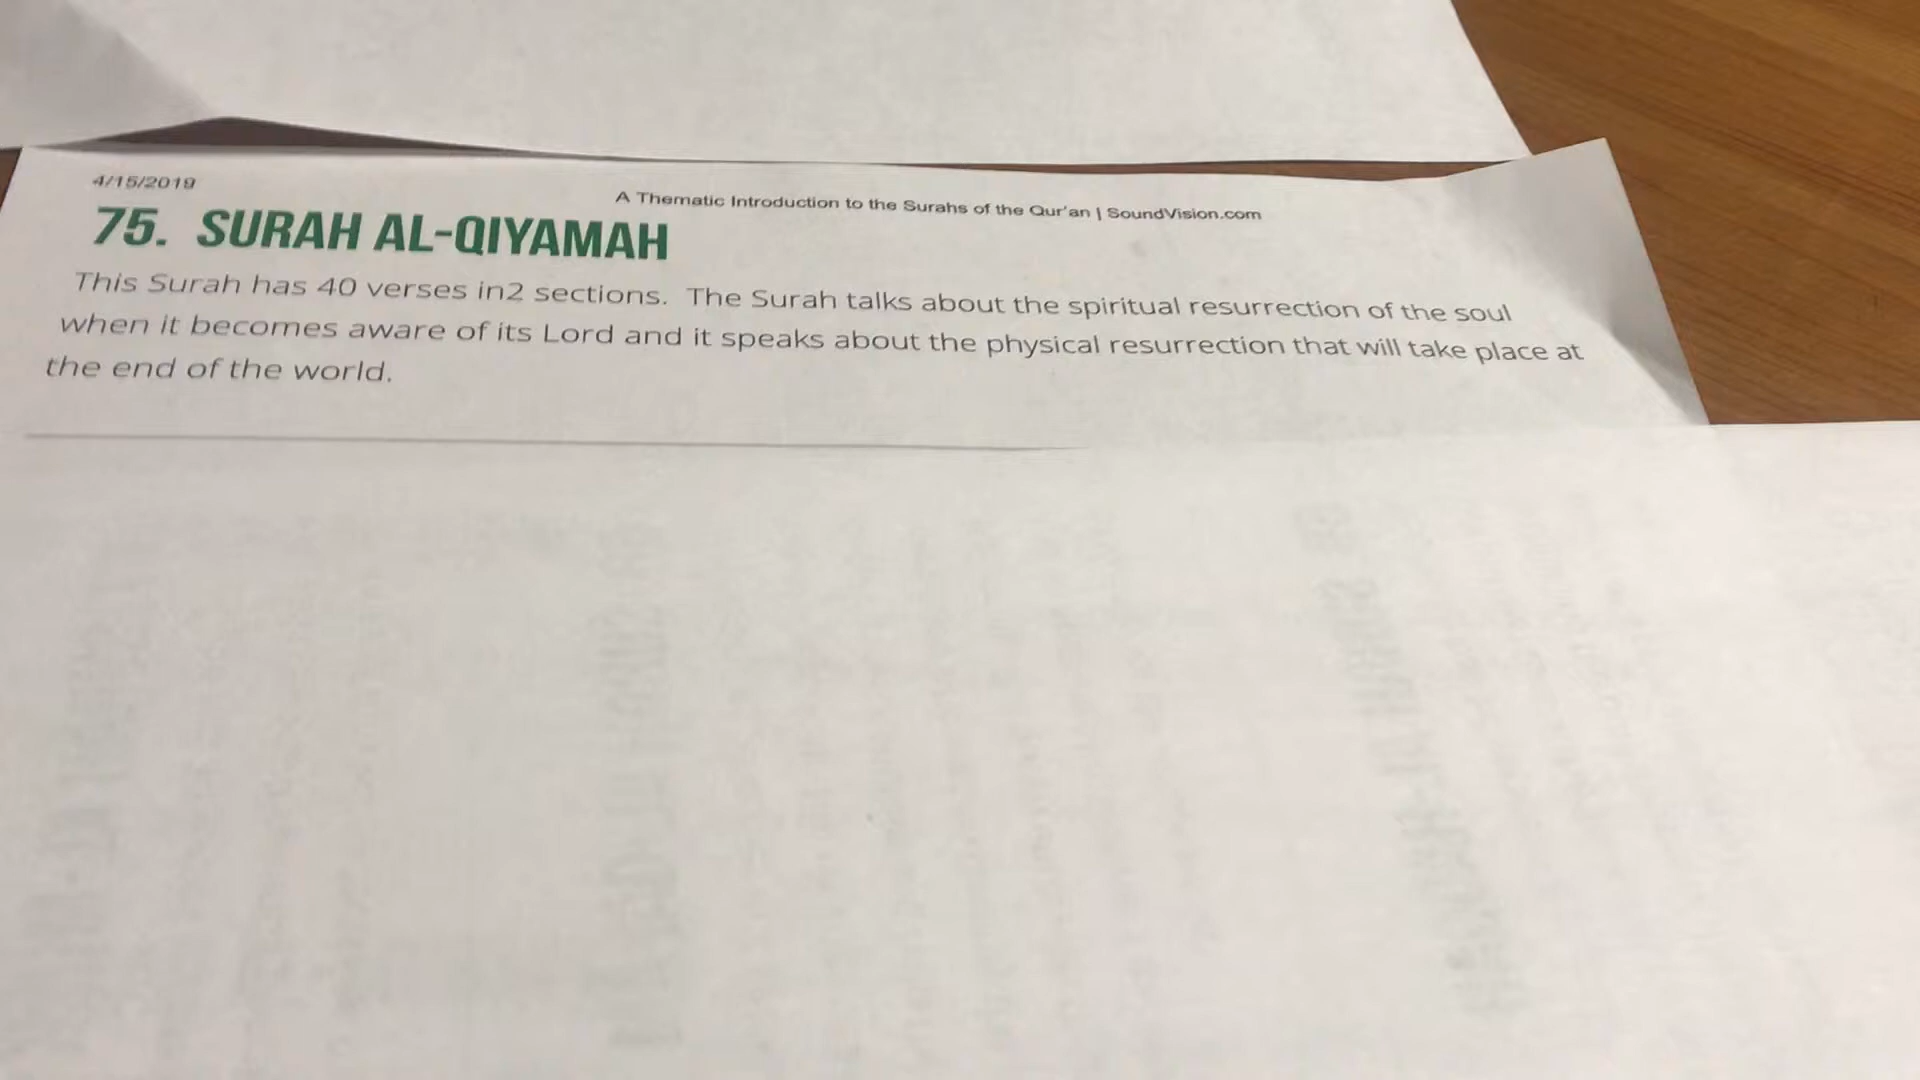 4/15/2019
A Thematic Introduction to the Surahs of the Qur'an | SoundVision.com
75. SURAH AL-QIYAMAH
This Surah has 40 verses in2 sections. The Surah talks about the spiritual resurrection of the soul
when it becomes aware of its Lord and it speaks about the physical resurrection that will take place at
the end of the world.